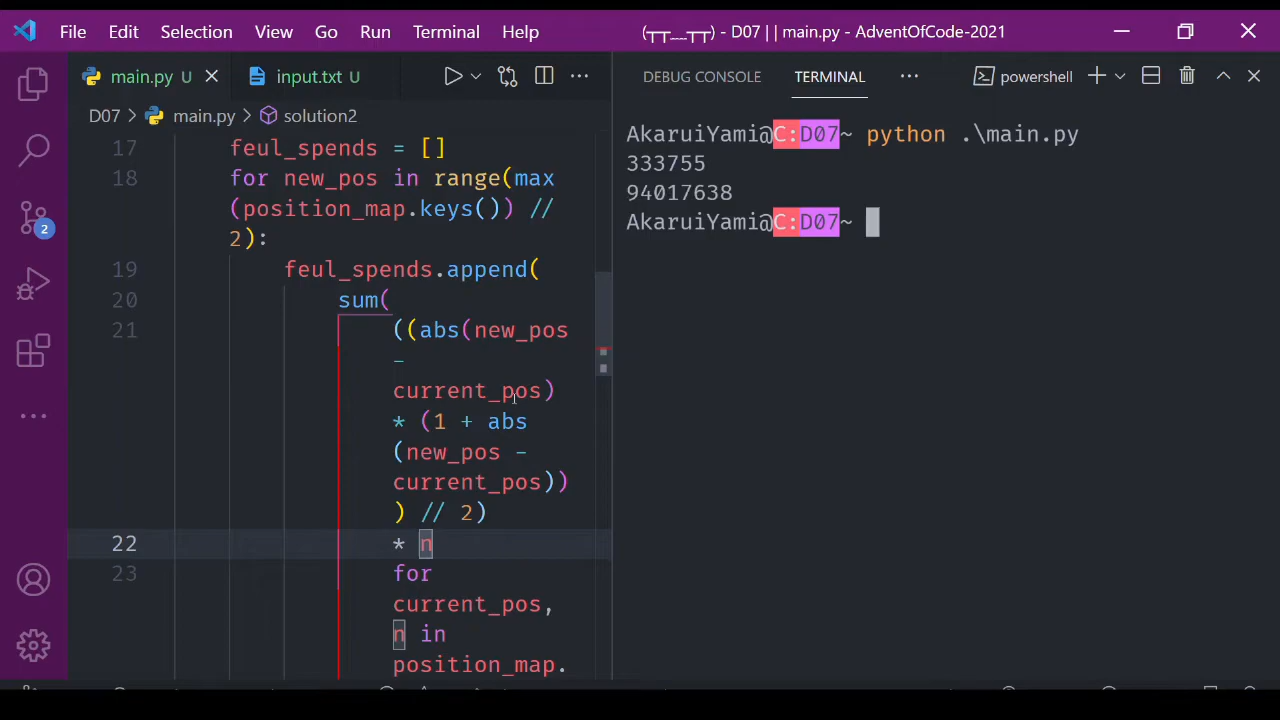 File Edit Selection View Go Run Terminal Help (┬┬__┬┬) - D07 || main.py - AdventOfCode-2021
main.py U
input.txt U
D07 > main.py > solution2
17 feul_spends = []
18 for new_pos in range(max
(position_map.keys()) //
2):
19 feul_spends.append(
20 sum(
21 ((abs(new_pos
-
current_pos)
* (1 + abs
(new_pos -
current_pos))
) // 2)
22 * n
23 for
current_pos,
n in
position_map.
2
DEBUG CONSOLE TERMINAL powershell
AkaruiYami@C:D07~ python .\main.py
333755
94017638
AkaruiYami@C:D07~